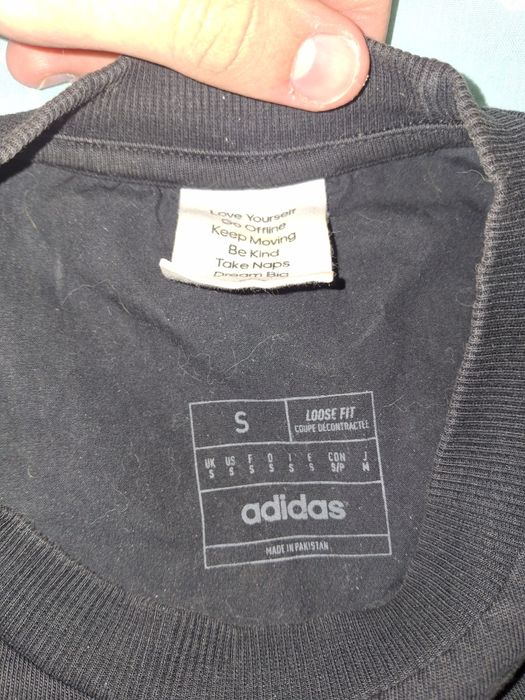 Love Yourself
Go Offline
Keep Moving
Be Kind
Take Naps
Dream Big
S
LOOSE FIT
COUPE DÉCONTRACTÉE
UK US F D I E CDN J
S S S S S S S/P M
adidas
MADE IN PAKISTAN